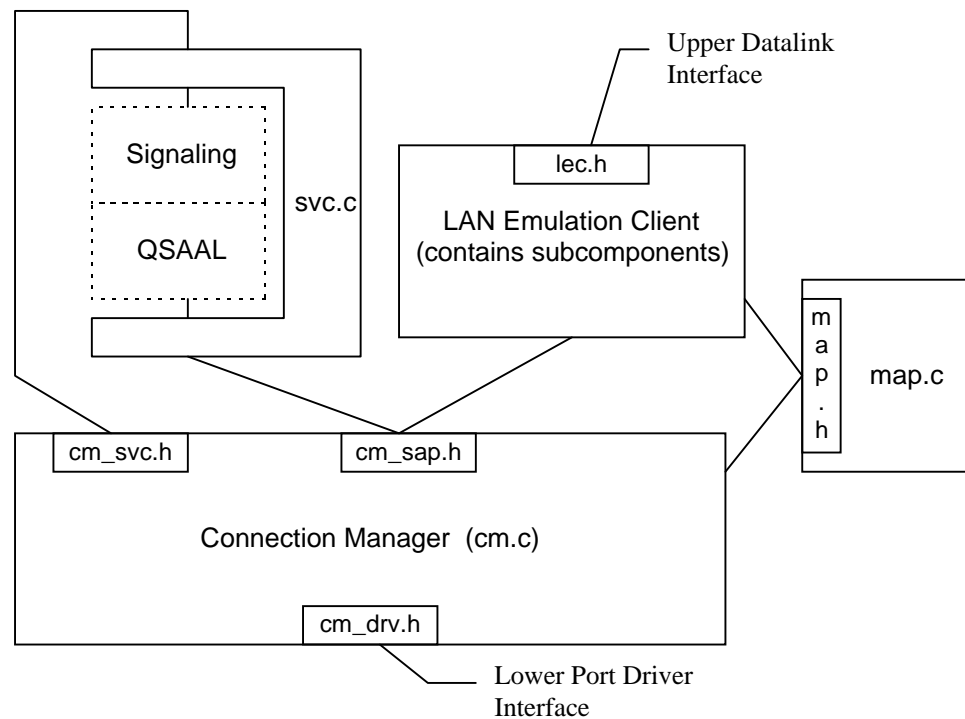 Upper Datalink
Interface
Signaling
QSAAL
svc.c
lec.h
LAN Emulation Client
(contains subcomponents)
map.h
map.c
cm_svc.h
cm_sap.h
Connection Manager (cm.c)
cm_drv.h
Lower Port Driver
Interface